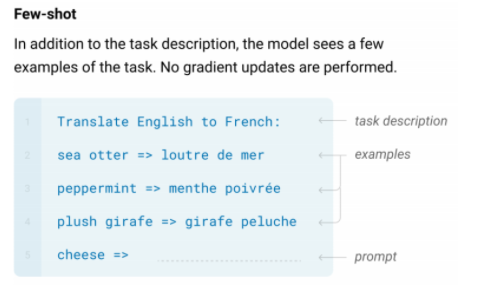 Few-shot
In addition to the task description, the model sees a few
examples of the task. No gradient updates are performed.
1 Translate English to French: task description
2 sea otter => loutre de mer examples
3 peppermint => menthe poivrée
4 plush girafe => girafe peluche
5 cheese => prompt